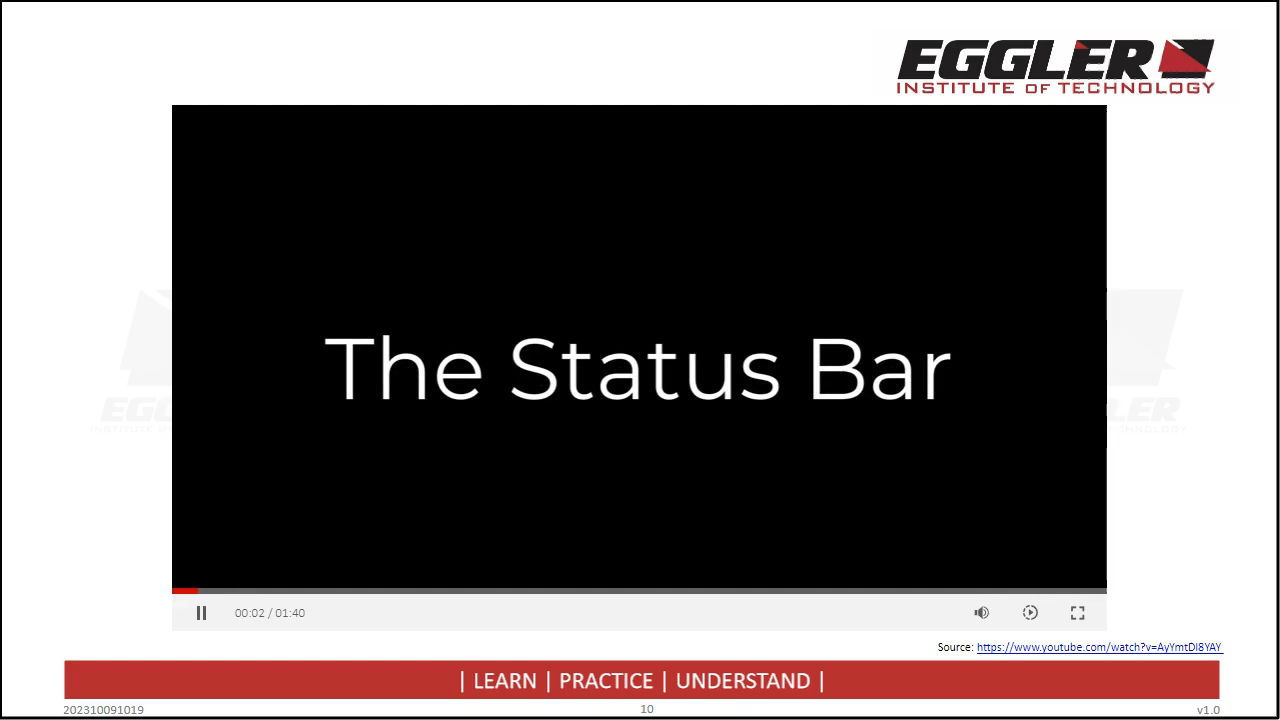 EGGLER
INSTITUTE OF TECHNOLOGY
The Status Bar
00:02 / 01:40
Source: https://www.youtube.com/watch?v=AyYmtDI8YAY
| LEARN | PRACTICE | UNDERSTAND |
202310091019
10
v1.0